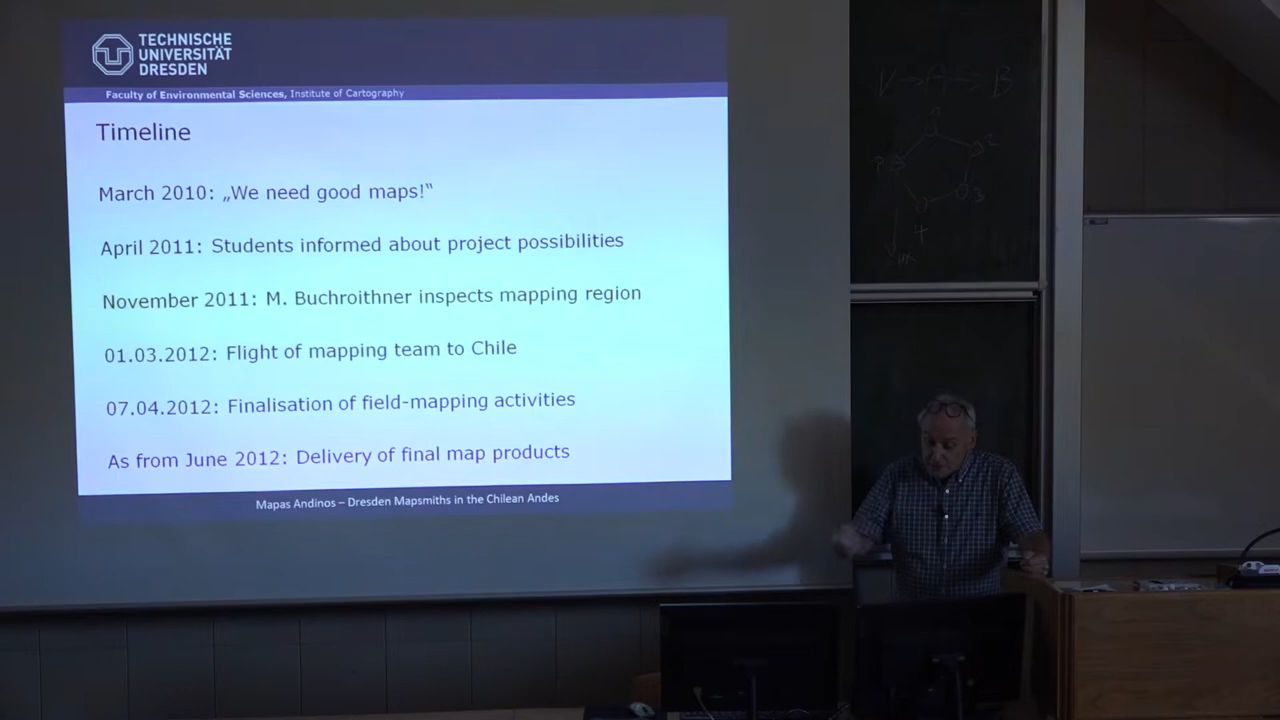 TECHNISCHE
UNIVERSITÄT
DRESDEN
Faculty of Environmental Sciences, Institute of Cartography
Timeline
March 2010: „We need good maps!“
April 2011: Students informed about project possibilities
November 2011: M. Buchroithner inspects mapping region
01.03.2012: Flight of mapping team to Chile
07.04.2012: Finalisation of field-mapping activities
As from June 2012: Delivery of final map products
Mapas Andinos – Dresden Mapsmiths in the Chilean Andes